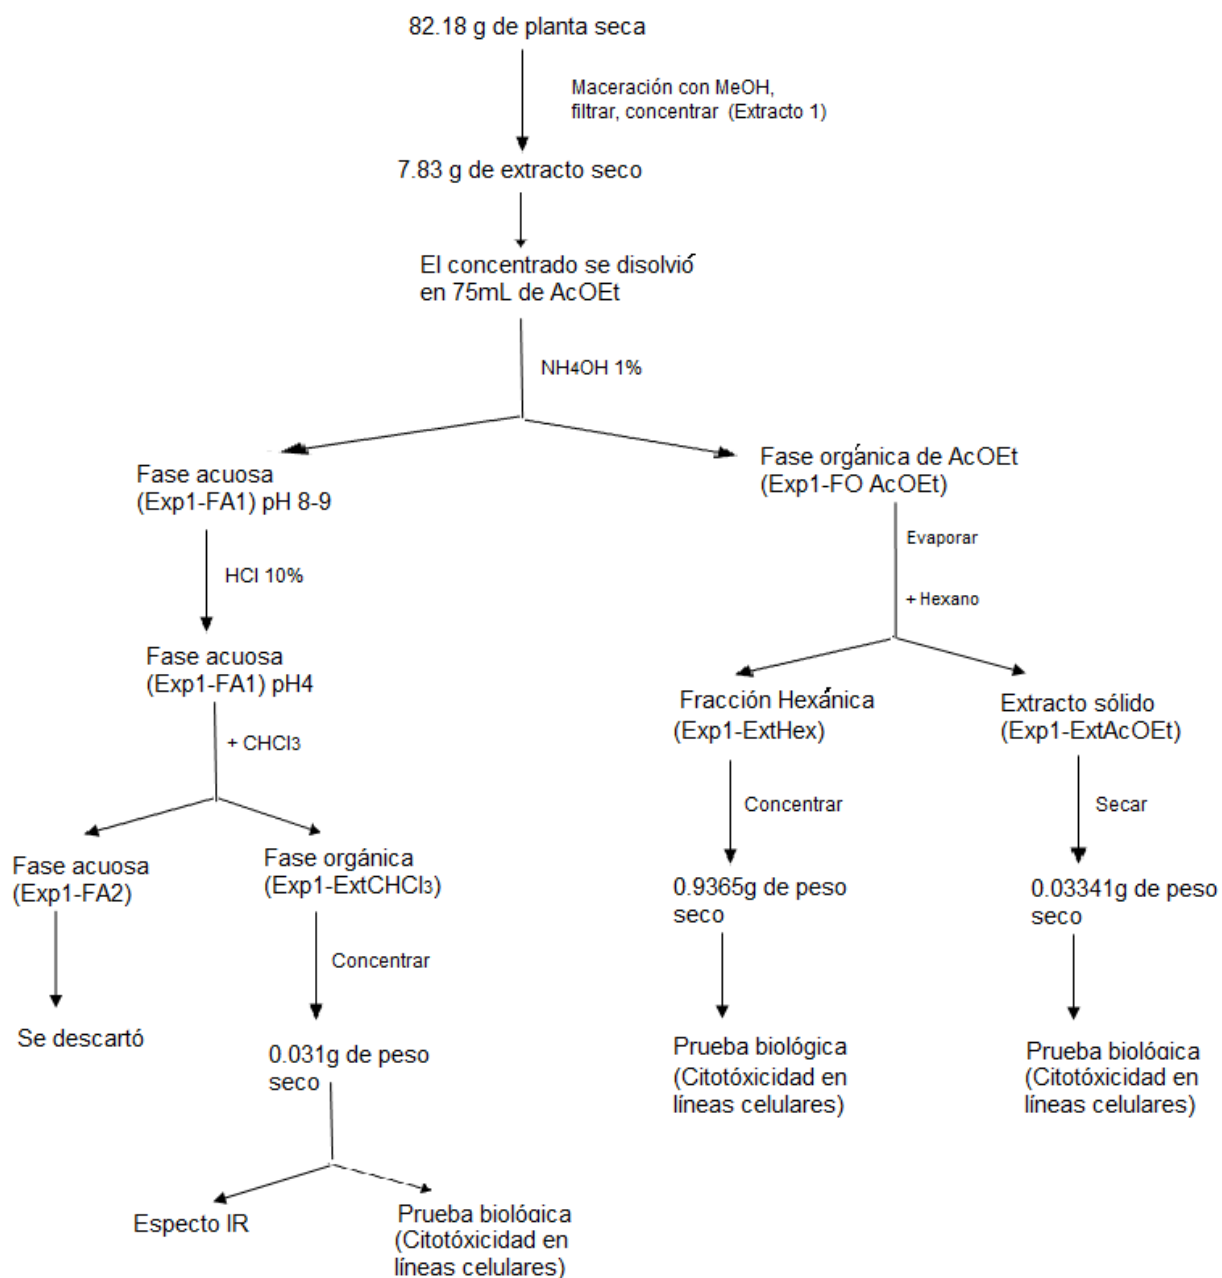 82.18 g de planta seca
Maceración con MeOH,
filtrar, concentrar (Extracto 1)
7.83 g de extracto seco
El concentrado se disolvió
en 75mL de AcOEt
NH4OH 1%
Fase acuosa
(Exp1-FA1) pH 8-9
Fase orgánica de AcOEt
(Exp1-FO AcOEt)
Evaporar
+ Hexano
HCl 10%
Fase acuosa
(Exp1-FA1) pH4
+ CHCl3
Fracción Hexánica
(Exp1-ExtHex)
Extracto sólido
(Exp1-ExtAcOEt)
Concentrar
Secar
Fase acuosa
(Exp1-FA2)
Fase orgánica
(Exp1-ExtCHCl3)
0.9365g de peso
seco
0.03341g de peso
seco
Concentrar
Se descartó
0.031g de peso
seco
Prueba biológica
(Citotóxicidad en
líneas celulares)
Prueba biológica
(Citotóxicidad en
líneas celulares)
Especto IR
Prueba biológica
(Citotóxicidad en
líneas celulares)